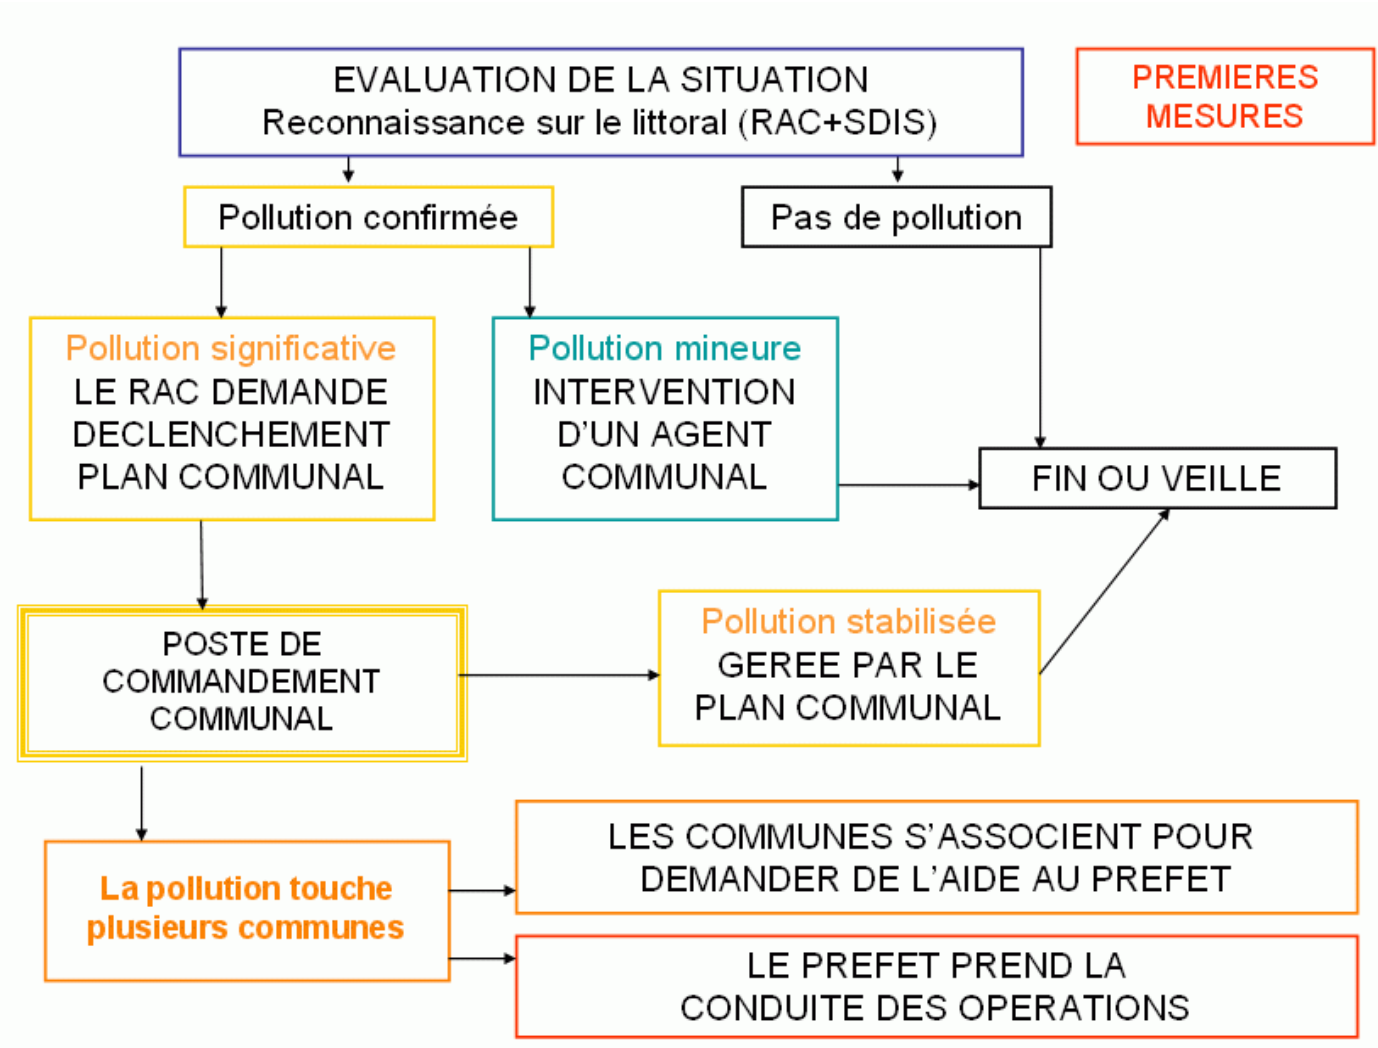 EVALUATION DE LA SITUATION
Reconnaissance sur le littoral (RAC+SDIS)
PREMIERES
MESURES
Pollution confirmée
Pas de pollution
Pollution significative
LE RAC DEMANDE
DECLENCHEMENT
PLAN COMMUNAL
Pollution mineure
INTERVENTION
D'UN AGENT
COMMUNAL
FIN OU VEILLE
POSTE DE
COMMANDEMENT
COMMUNAL
Pollution stabilisée
GEREE PAR LE
PLAN COMMUNAL
La pollution touche
plusieurs communes
LES COMMUNES S'ASSOCIENT POUR
DEMANDER DE L'AIDE AU PREFET
LE PREFET PREND LA
CONDUITE DES OPERATIONS